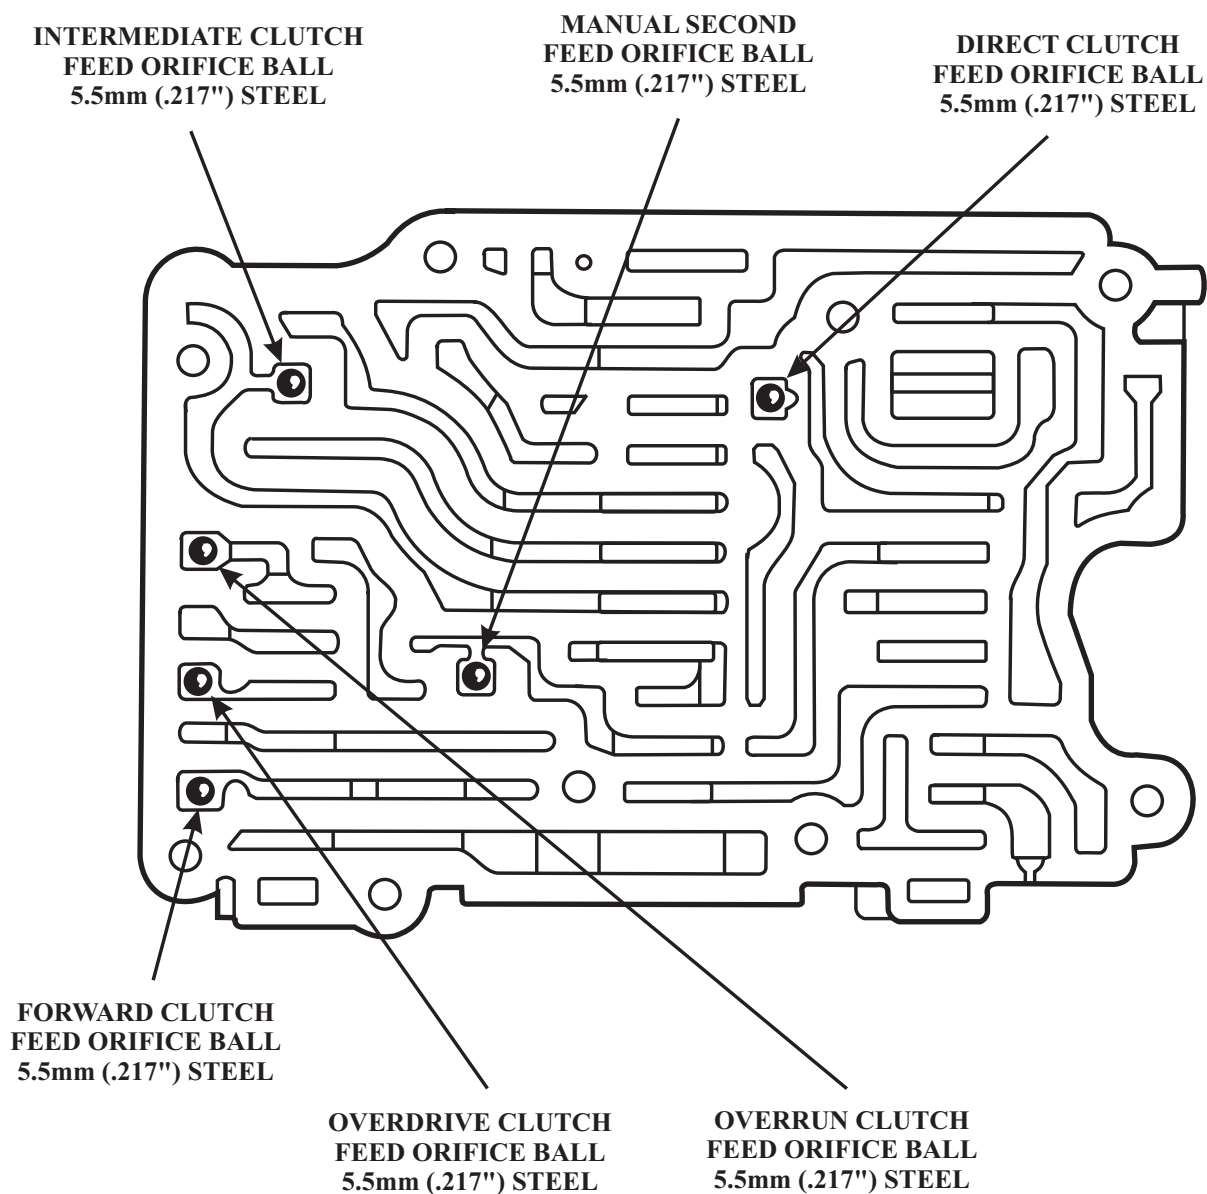 INTERMEDIATE CLUTCH
FEED ORIFICE BALL
5.5mm (.217") STEEL
MANUAL SECOND
FEED ORIFICE BALL
5.5mm (.217") STEEL
DIRECT CLUTCH
FEED ORIFICE BALL
5.5mm (.217") STEEL
FORWARD CLUTCH
FEED ORIFICE BALL
5.5mm (.217") STEEL
OVERDRIVE CLUTCH
FEED ORIFICE BALL
5.5mm (.217") STEEL
OVERRUN CLUTCH
FEED ORIFICE BALL
5.5mm (.217") STEEL